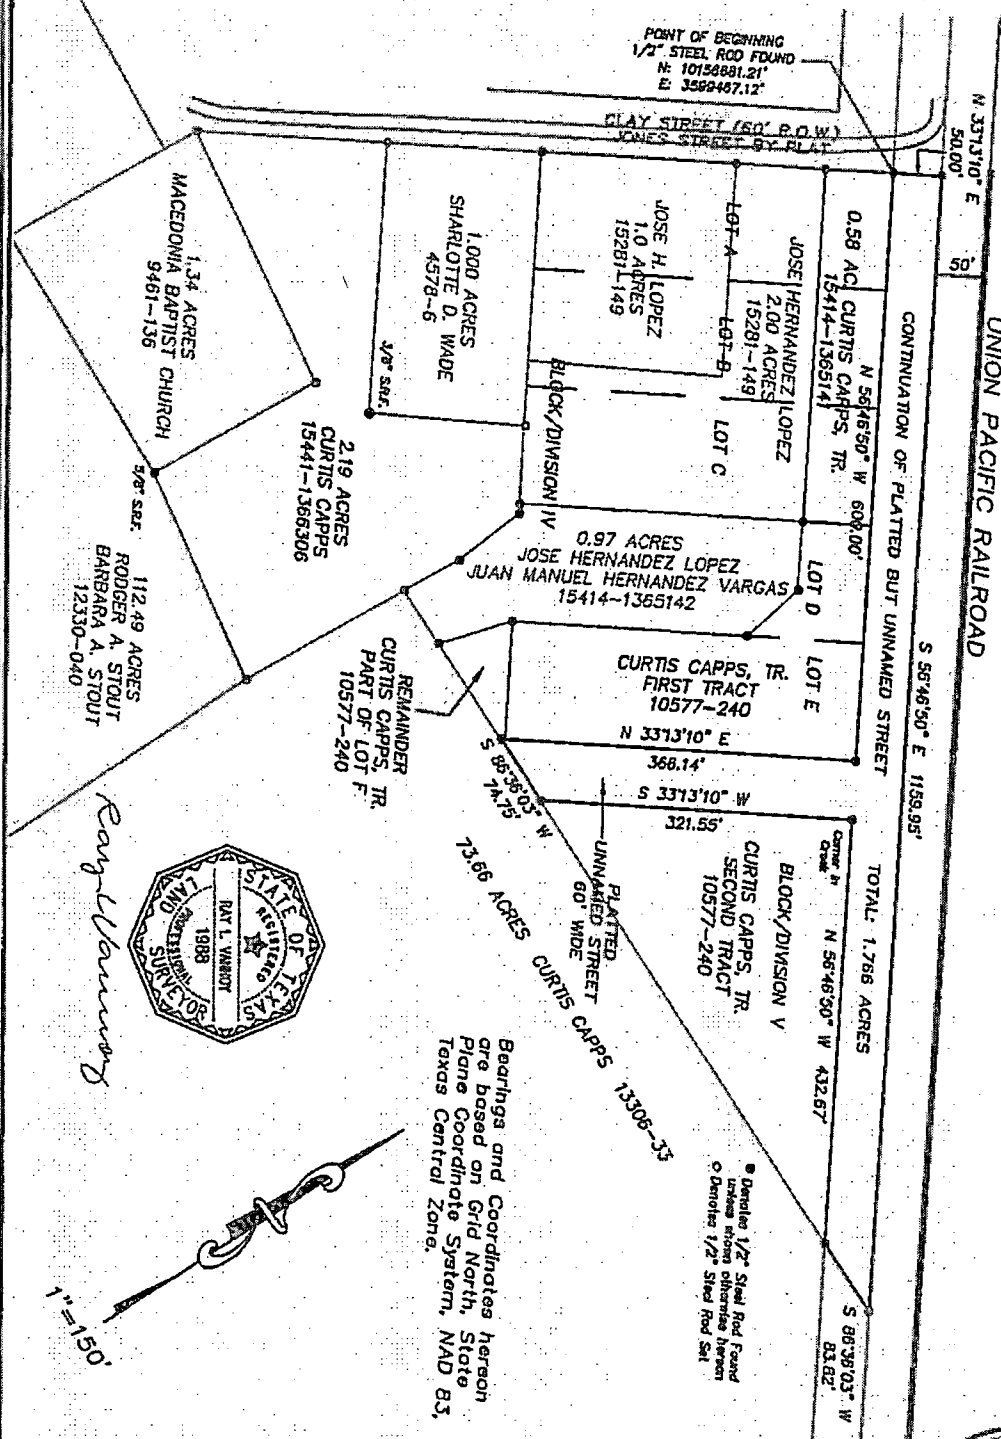 UNION PACIFIC RAILROAD
N 33°13'10" E
50.00'
50'
S 56°46'50" E 1159.95'
CONTINUATION OF PLATTED BUT UNNAMED STREET
TOTAL: 1.766 ACRES
POINT OF BEGINNING
1/2" STEEL ROD FOUND
N: 10156681.21'
E: 3599467.12'
CLAY STREET (60' R.O.W.)
JONES STREET BY PLAT
N 56°46'50" W 600.00'
0.58 AC. CURTIS CAPPS, TR.
15414-1365141
JOSE HERNANDEZ LOPEZ
2.00 ACRES
15281-149
LOT A
LOT B
LOT C
LOT D
LOT E
JOSE H. LOPEZ
1.0 ACRES
15281-149
BLOCK/DIVISION IV
1.000 ACRES
SHARLOTTE D. WADE
4578-6
3/8" S.R.F.
1.34 ACRES
MACEDONIA BAPTIST CHURCH
9461-136
2.19 ACRES
CURTIS CAPPS
15441-1366306
5/8" S.R.F.
112.49 ACRES
RODGER A. STOUT
BARBARA A. STOUT
12330-040
0.97 ACRES
JOSE HERNANDEZ LOPEZ
JUAN MANUEL HERNANDEZ VARGAS
15414-1365142
CURTIS CAPPS, TR.
FIRST TRACT
10577-240
REMAINDER
CURTIS CAPPS, TR.
PART OF LOT F
10577-240
N 33°13'10" E
366.14'
S 33°13'10" W
321.55'
S 86°36'03" W
74.75'
PLATTED
UNNAMED STREET
60' WIDE
Corner in
Creek
N 56°46'50" W 432.67'
BLOCK/DIVISION V
CURTIS CAPPS, TR.
SECOND TRACT
10577-240
73.66 ACRES CURTIS CAPPS 13306-33
S 86°36'03" W
83.82'
● Denotes 1/2" Steel Rod Found
unless shown otherwise hereon
○ Denotes 1/2" Steel Rod Set
Bearings and Coordinates hereon
are based on Grid North, State
Plane Coordinate System, NAD 83,
Texas Central Zone.
STATE OF TEXAS
REGISTERED
RAY L. WANNOY
1988
PROFESSIONAL
LAND SURVEYOR
1"=150'